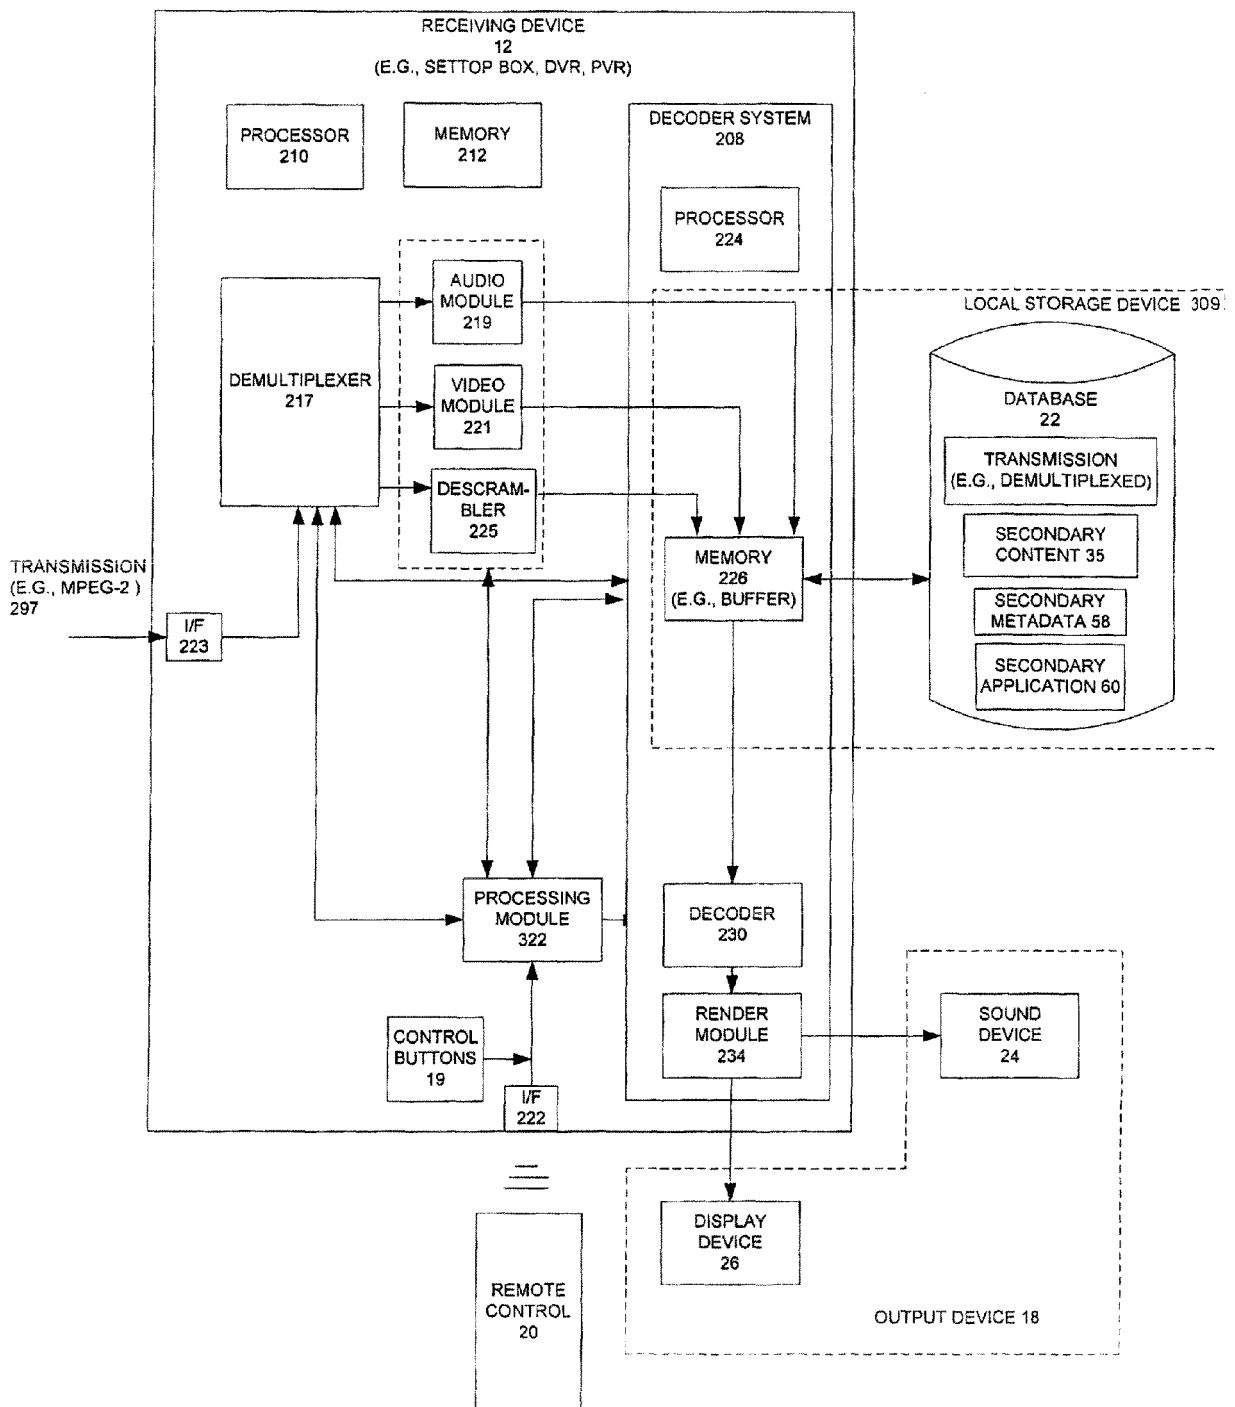 RECEIVING DEVICE
12
(E.G., SETTOP BOX, DVR, PVR)
PROCESSOR
210
MEMORY
212
DECODER SYSTEM
208
PROCESSOR
224
AUDIO
MODULE
219
LOCAL STORAGE DEVICE 309
DEMULTIPLEXER
217
VIDEO
MODULE
221
DATABASE
22
TRANSMISSION
(E.G., DEMULTIPLEXED)
DESCRAM-
BLER
225
SECONDARY
CONTENT 35
MEMORY
226
(E.G., BUFFER)
TRANSMISSION
(E.G., MPEG-2 )
297
SECONDARY
METADATA 58
I/F
223
SECONDARY
APPLICATION 60
PROCESSING
MODULE
322
DECODER
230
RENDER
MODULE
234
SOUND
DEVICE
24
CONTROL
BUTTONS
19
I/F
222
DISPLAY
DEVICE
26
REMOTE
CONTROL
20
OUTPUT DEVICE 18